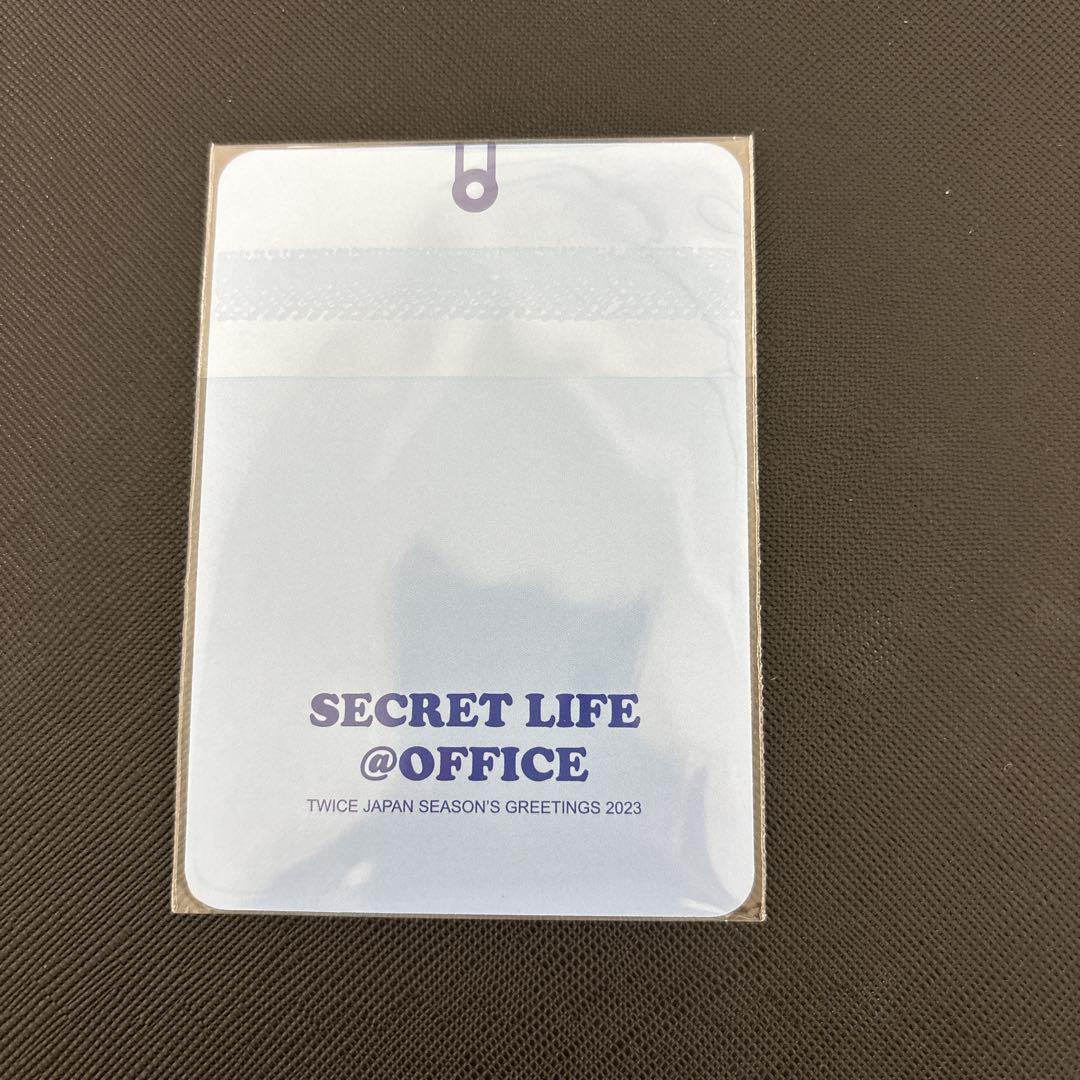 SECRET LIFE
@OFFICE
TWICE JAPAN SEASON'S GREETINGS 2023